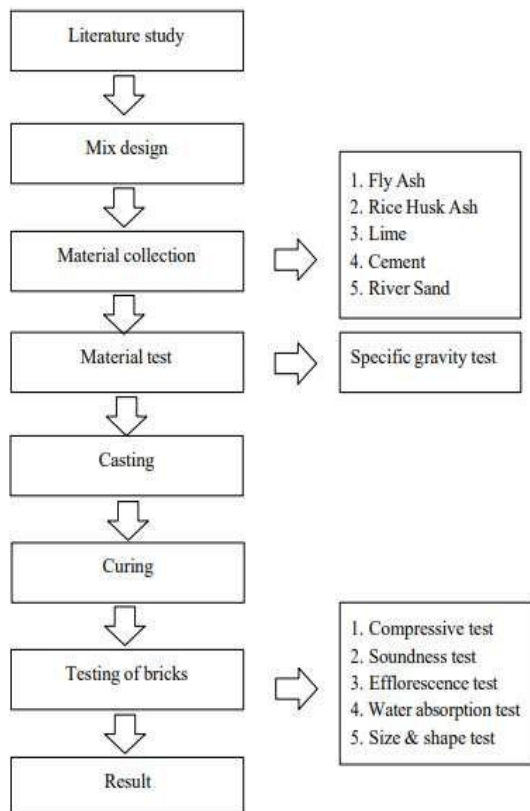 Literature study
Mix design
Material collection
1. Fly Ash
2. Rice Husk Ash
3. Lime
4. Cement
5. River Sand
Material test
Specific gravity test
Casting
Curing
Testing of bricks
1. Compressive test
2. Soundness test
3. Efflorescence test
4. Water absorption test
5. Size & shape test
Result